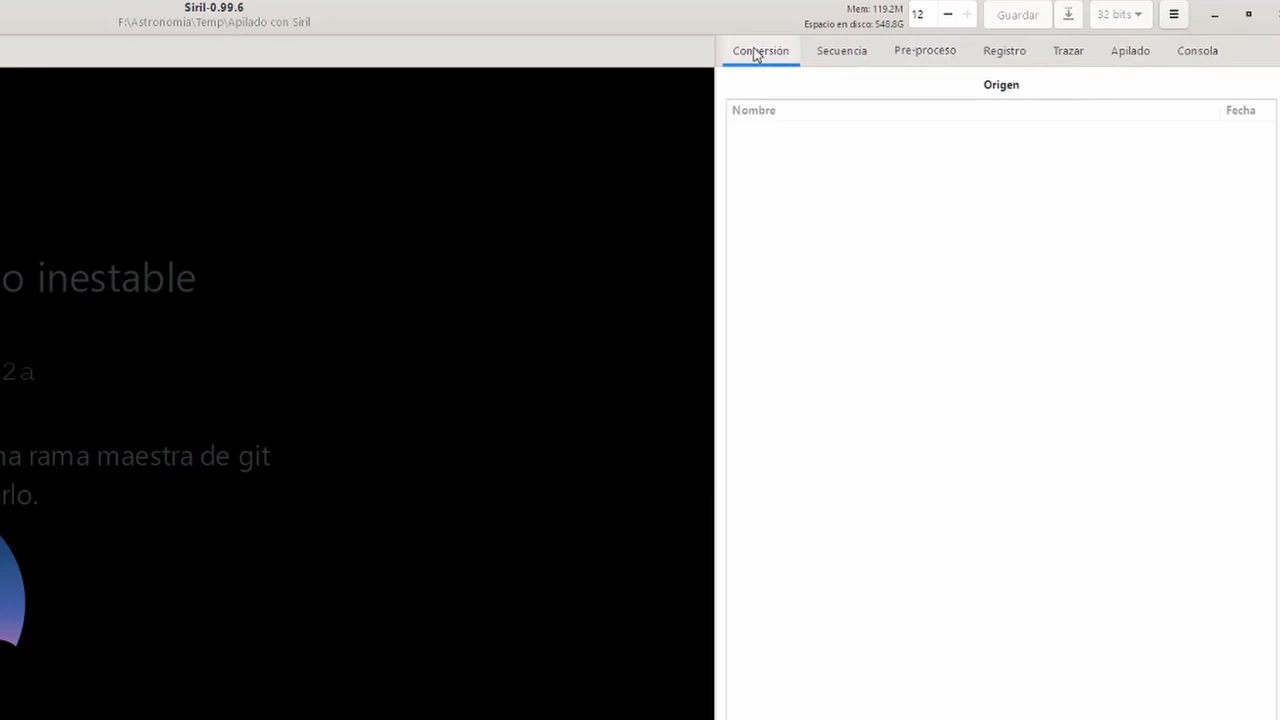 Siril-0.99.6
F:\Astronomia\Temp\Apilado con Siril
Mem: 119.2M
Espacio en disco: 548.8G
12
Guardar
32 bits
Conversión
Secuencia
Pre-proceso
Registro
Trazar
Apilado
Consola
Origen
Nombre
Fecha
o inestable
2a
na rama maestra de git
rlo.